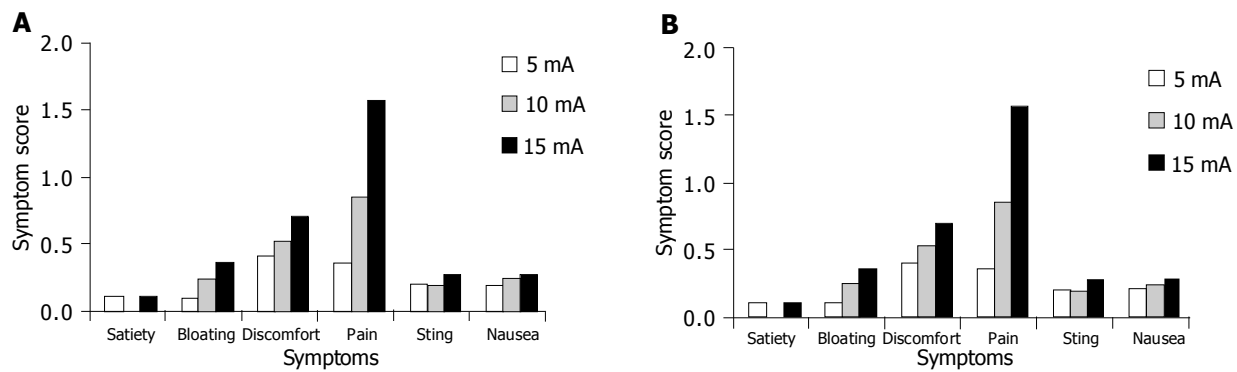 A
2.0
1.5
1.0
0.5
0.0
Symptom score
5 mA
10 mA
15 mA
Satiety Bloating Discomfort Pain Sting Nausea
Symptoms
B
2.0
1.5
1.0
0.5
0.0
Symptom score
5 mA
10 mA
15 mA
Satiety Bloating Discomfort Pain Sting Nausea
Symptoms